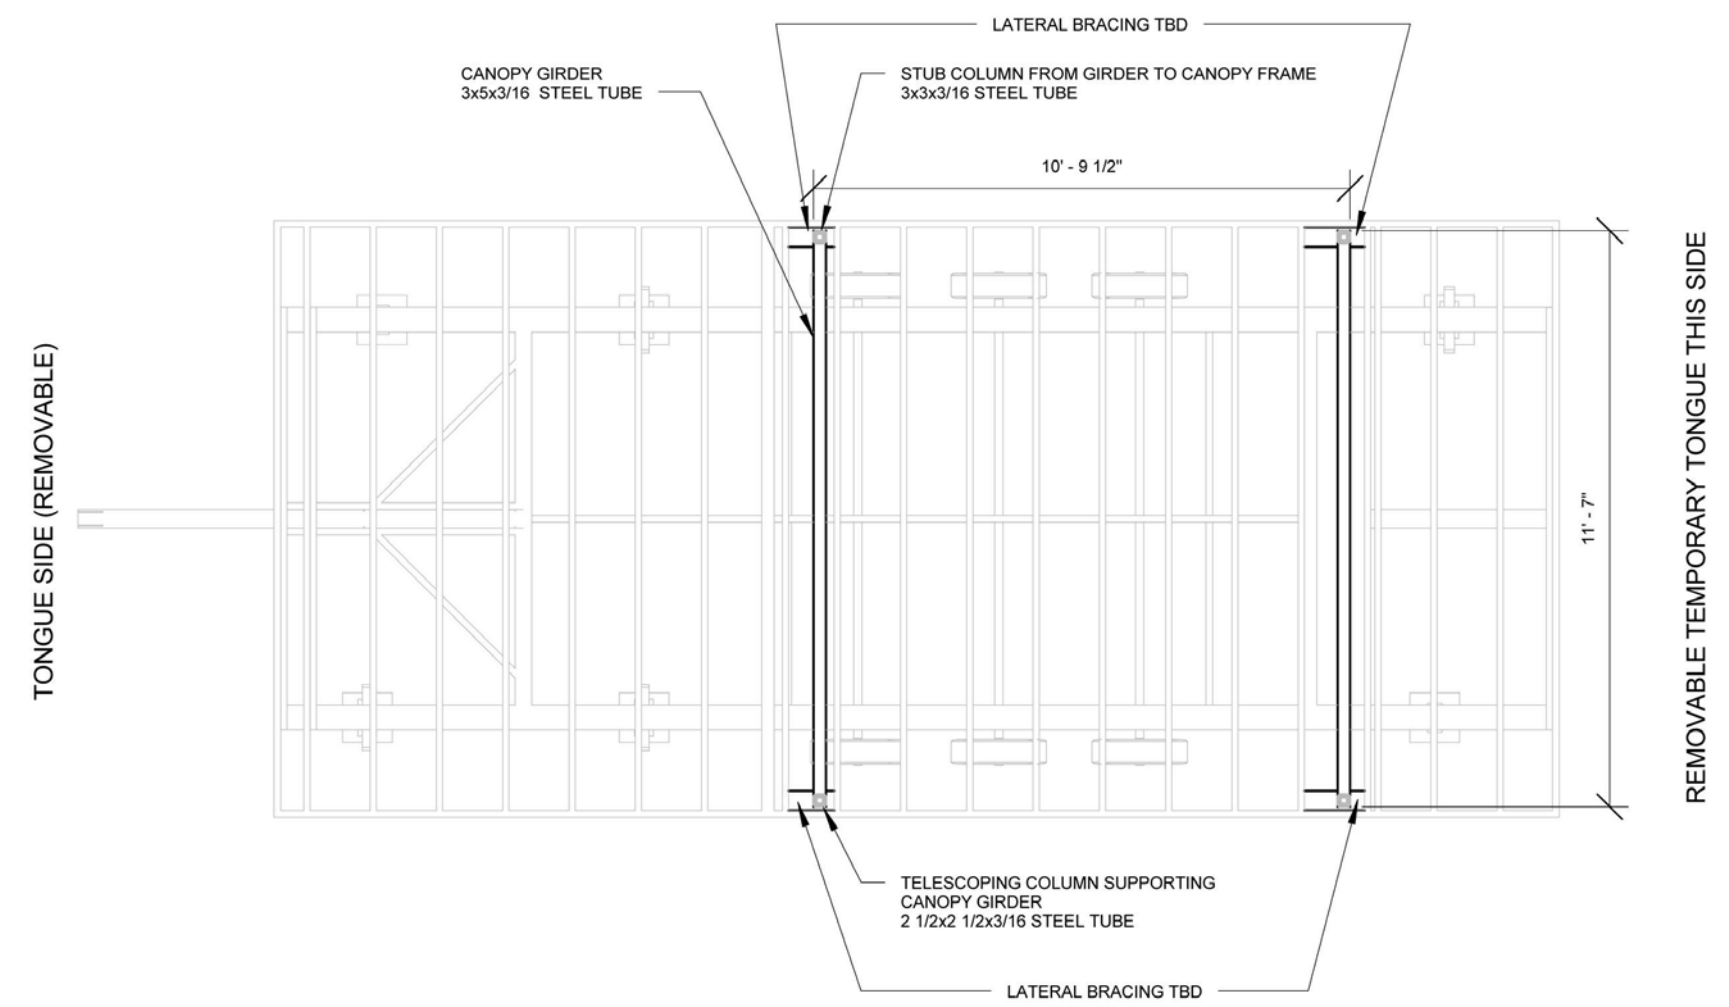 LATERAL BRACING TBD
CANOPY GIRDER
3x5x3/16 STEEL TUBE
STUB COLUMN FROM GIRDER TO CANOPY FRAME
3x3x3/16 STEEL TUBE
10' - 9 1/2"
TONGUE SIDE (REMOVABLE)
11' - 7"
REMOVABLE TEMPORARY TONGUE THIS SIDE
TELESCOPING COLUMN SUPPORTING
CANOPY GIRDER
2 1/2x2 1/2x3/16 STEEL TUBE
LATERAL BRACING TBD